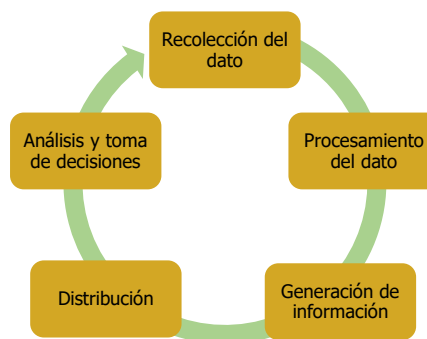 Recolección del
dato
Procesamiento
del dato
Generación de
información
Distribución
Análisis y toma
de decisiones